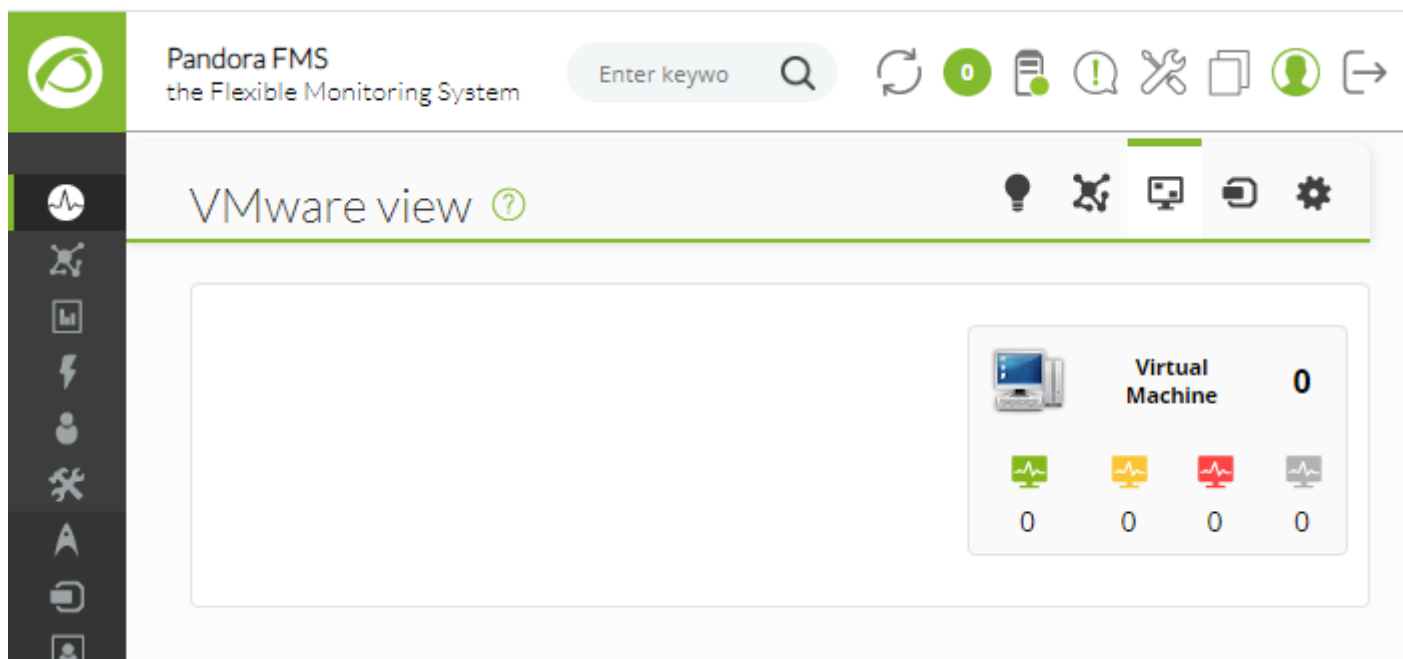 Pandora FMS
the Flexible Monitoring System
Enter keywo
0
VMware view ?
Virtual
Machine
0
0 0 0 0